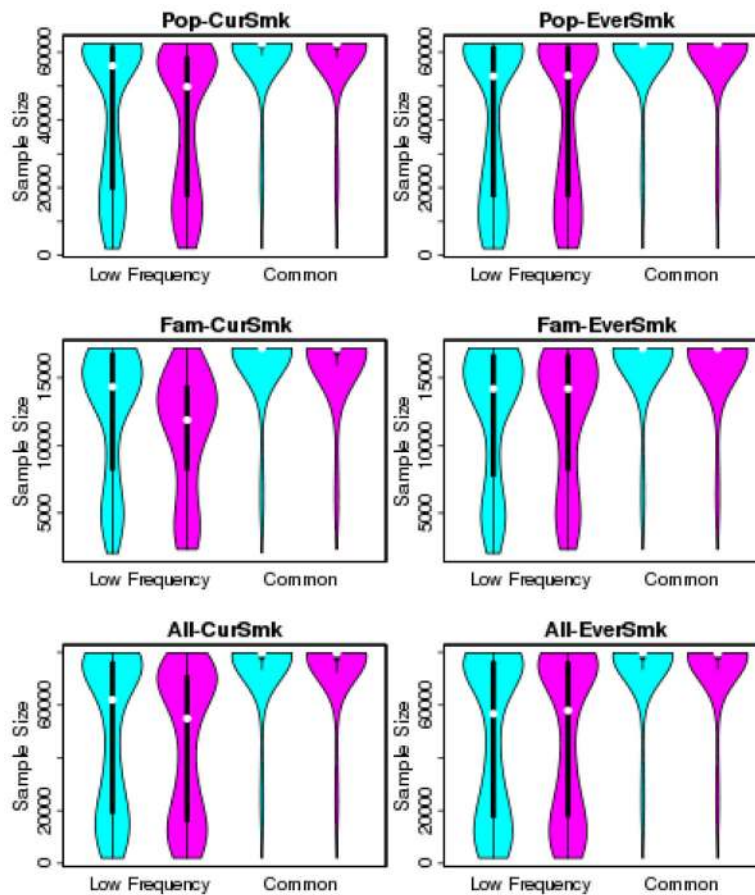 Pop-CurSmk
Sample Size
0 20000 40000 60000
Low Frequency Common
Pop-EverSmk
Sample Size
0 20000 40000 60000
Low Frequency Common
Fam-CurSmk
Sample Size
5000 10000 15000
Low Frequency Common
Fam-EverSmk
Sample Size
5000 10000 15000
Low Frequency Common
All-CurSmk
Sample Size
0 20000 60000
Low Frequency Common
All-EverSmk
Sample Size
0 20000 60000
Low Frequency Common